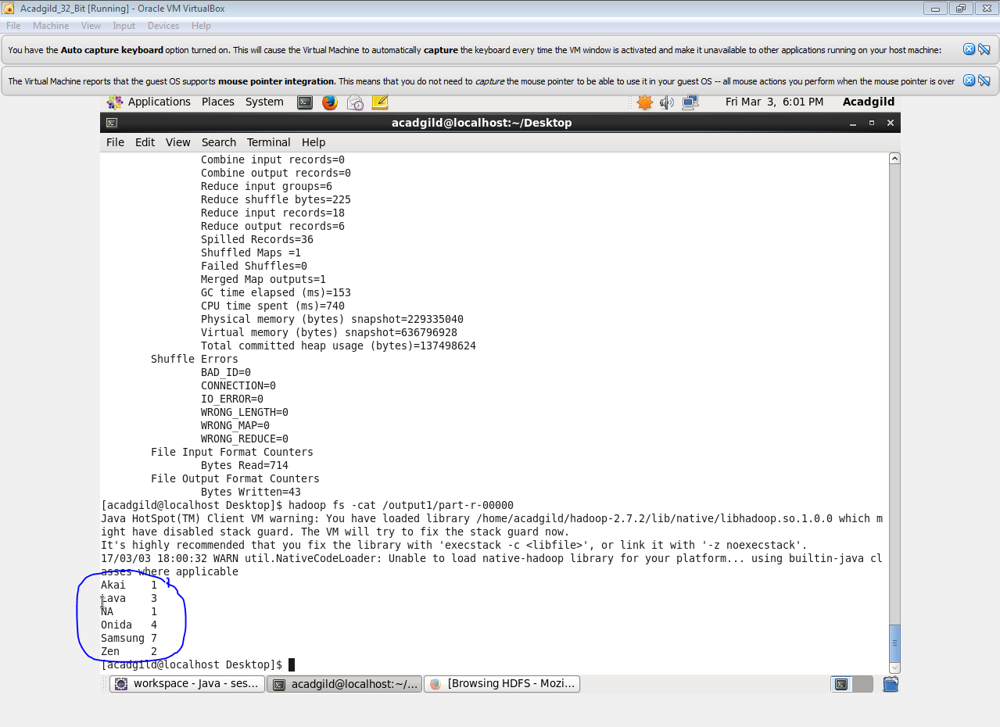 Acadgild_32_Bit [Running] - Oracle VM VirtualBox
File Machine View Input Devices Help
You have the Auto capture keyboard option turned on. This will cause the Virtual Machine to automatically capture the keyboard every time the VM window is activated and make it unavailable to other applications running on your host machine:
The Virtual Machine reports that the guest OS supports mouse pointer integration. This means that you do not need to capture the mouse pointer to be able to use it in your guest OS -- all mouse actions you perform when the mouse pointer is over
Applications Places System Fri Mar 3, 6:01 PM Acadgild
acadgild@localhost:~/Desktop
File Edit View Search Terminal Help
Combine input records=0
Combine output records=0
Reduce input groups=6
Reduce shuffle bytes=225
Reduce input records=18
Reduce output records=6
Spilled Records=36
Shuffled Maps =1
Failed Shuffles=0
Merged Map outputs=1
GC time elapsed (ms)=153
CPU time spent (ms)=740
Physical memory (bytes) snapshot=229335040
Virtual memory (bytes) snapshot=636796928
Total committed heap usage (bytes)=137498624
Shuffle Errors
BAD_ID=0
CONNECTION=0
IO_ERROR=0
WRONG_LENGTH=0
WRONG_MAP=0
WRONG_REDUCE=0
File Input Format Counters
Bytes Read=714
File Output Format Counters
Bytes Written=43
[acadgild@localhost Desktop]$ hadoop fs -cat /output1/part-r-00000
Java HotSpot(TM) Client VM warning: You have loaded library /home/acadgild/hadoop-2.7.2/lib/native/libhadoop.so.1.0.0 which m
ight have disabled stack guard. The VM will try to fix the stack guard now.
It's highly recommended that you fix the library with 'execstack -c <libfile>', or link it with '-z noexecstack'.
17/03/03 18:00:32 WARN util.NativeCodeLoader: Unable to load native-hadoop library for your platform... using builtin-java cl
asses where applicable
Akai 1
Lava 3
NA 1
Onida 4
Samsung 7
Zen 2
[acadgild@localhost Desktop]$
workspace - Java - ses... acadgild@localhost:~/... [Browsing HDFS - Mozi...